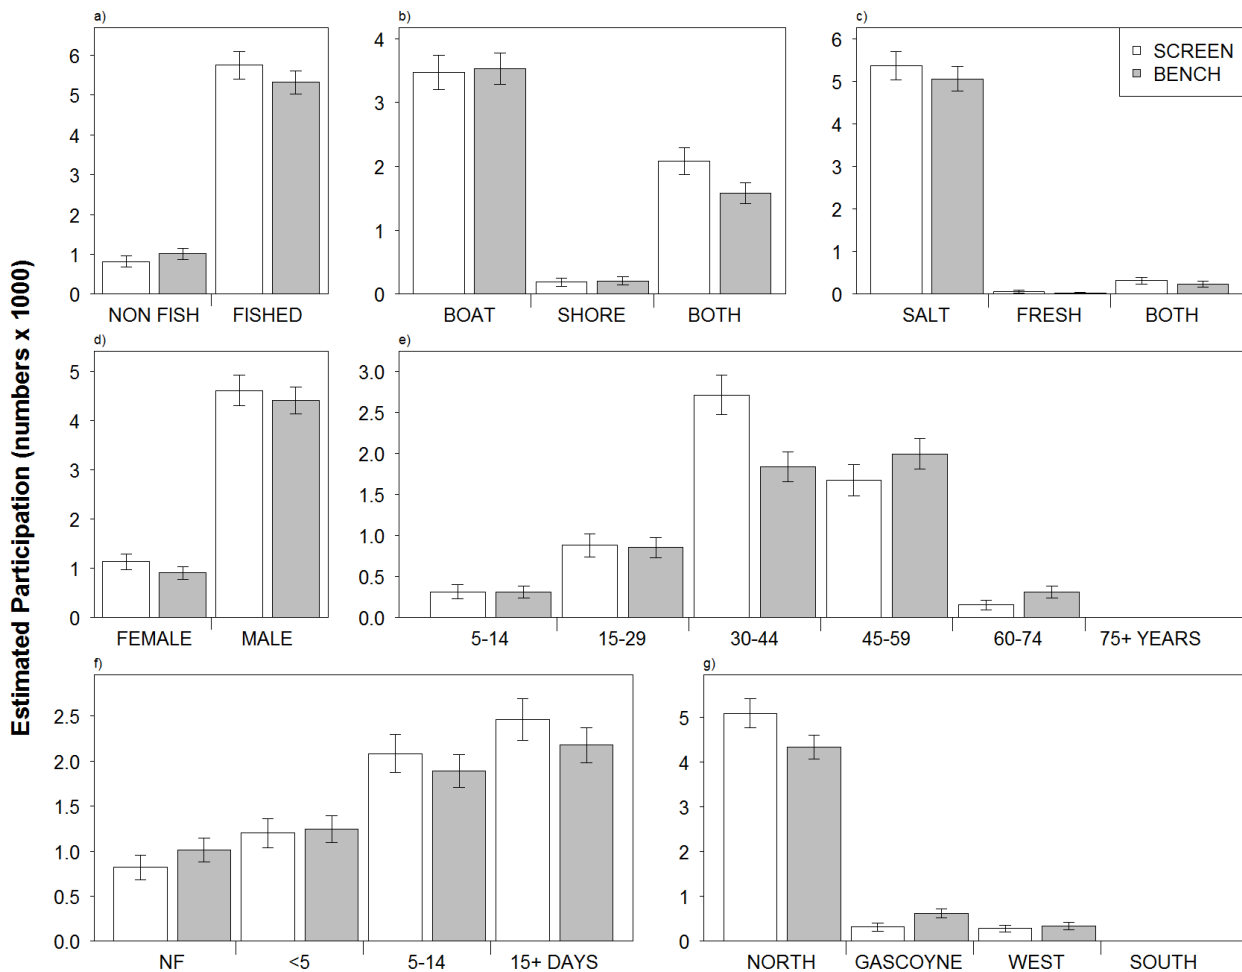 a)
6
5
4
3
2
1
0
NON FISH FISHED
b)
4
3
2
1
0
BOAT SHORE BOTH
c)
6
5
4
3
2
1
0
SALT FRESH BOTH
SCREEN
BENCH
Estimated Participation (numbers x 1000)
d)
5
4
3
2
1
0
FEMALE MALE
e)
3.0
2.5
2.0
1.5
1.0
0.5
0.0
5-14 15-29 30-44 45-59 60-74 75+ YEARS
f)
2.5
2.0
1.5
1.0
0.5
0.0
NF <5 5-14 15+ DAYS
g)
5
4
3
2
1
0
NORTH GASCOYNE WEST SOUTH